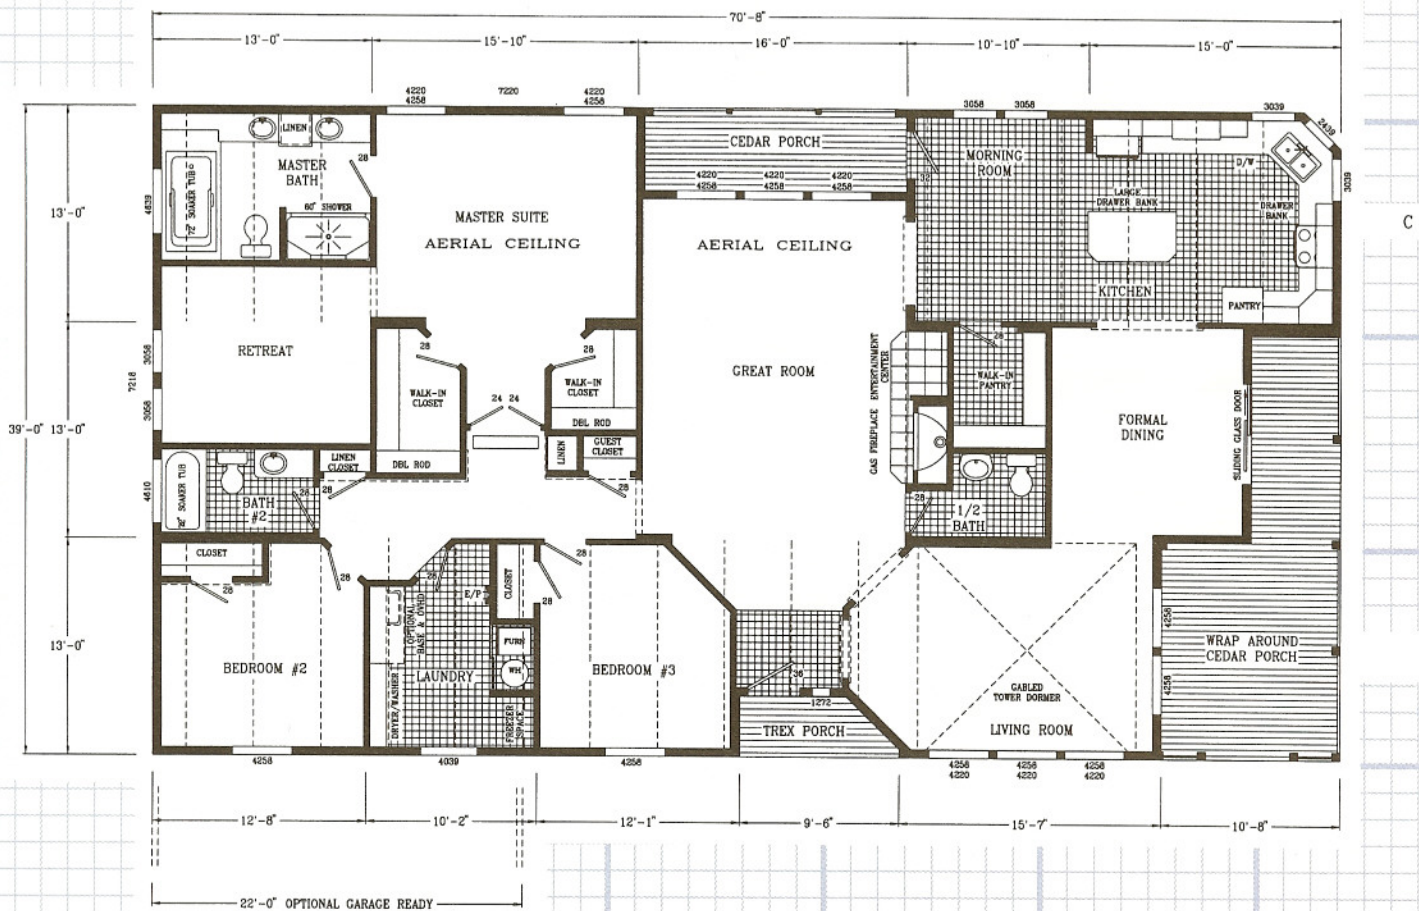 70'-8"
13'-0"
15'-10"
16'-0"
10'-10"
15'-0"
4220
4258
7220
4220
4258
3058
3058
3039
2439
3039
CEDAR PORCH
4220
4258
4220
4258
4220
4258
32
MORNING
ROOM
D/W
LARGE
DRAWER BANK
DRAWER
BANK
KITCHEN
PANTRY
C
LINEN
MASTER
BATH
28
60" SHOWER
72" SOAKER TUB
4639
13'-0"
MASTER SUITE
AERIAL CEILING
AERIAL CEILING
RETREAT
3058
7218
3058
39'-0"
13'-0"
28
WALK-IN
CLOSET
DBL ROD
24
24
28
WALK-IN
CLOSET
DBL ROD
GREAT ROOM
GAS FIREPLACE ENTERTAINMENT
CENTER
28
WALK-IN
PANTRY
FORMAL
DINING
SLIDING GLASS DOOR
LINEN
CLOSET
28
LINEN
GUEST
CLOSET
28
4610
72" SOAKER TUB
BATH
#2
28
28
1/2
BATH
CLOSET
28
28
28
E/P
OPTIONAL
BASE & OVHD
CLOSET
28
28
FURN
WH
13'-0"
BEDROOM #2
LAUNDRY
DRYER/WASHER
FREEZER
SPACE
BEDROOM #3
36
1272
TREX PORCH
GABLED
TOWER DORMER
LIVING ROOM
4258
4258
WRAP AROUND
CEDAR PORCH
4258
4039
4258
4258
4220
4258
4220
4258
4220
12'-8"
10'-2"
12'-1"
9'-6"
15'-7"
10'-8"
22'-0" OPTIONAL GARAGE READY